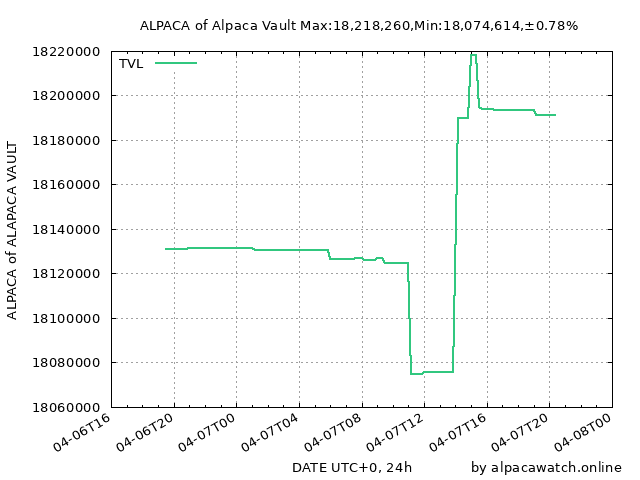 ALPACA of Alpaca Vault Max:18,218,260,Min:18,074,614,±0.78%
TVL
18220000
18200000
18180000
18160000
18140000
18120000
18100000
18080000
18060000
ALPACA of ALAPACA VAULT
04-06T16
04-06T20
04-07T00
04-07T04
04-07T08
04-07T12
04-07T16
04-07T20
04-08T00
DATE UTC+0, 24h
by alpacawatch.online